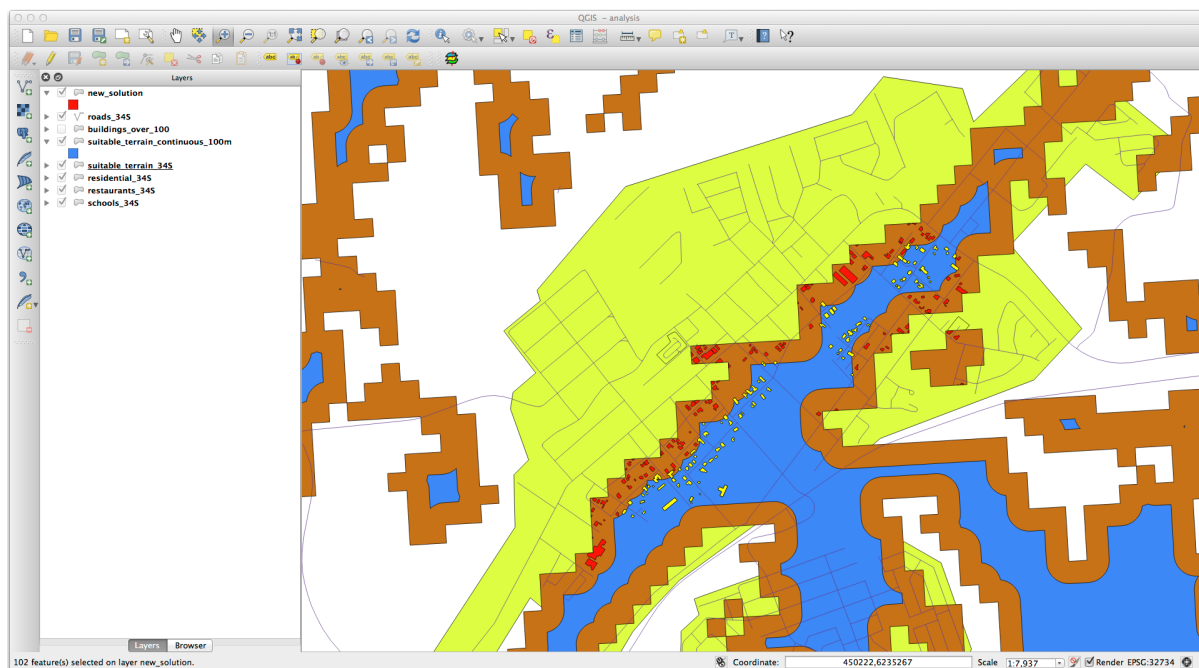 QGIS - analysis
Layers
new_solution
roads_34S
buildings_over_100
suitable_terrain_continuous_100m
suitable_terrain_34S
residential_34S
restaurants_34S
schools_34S
Layers
Browser
102 feature(s) selected on layer new_solution.
Coordinate:
450222,6235267
Scale
1:7,937
Render
EPSG:32734